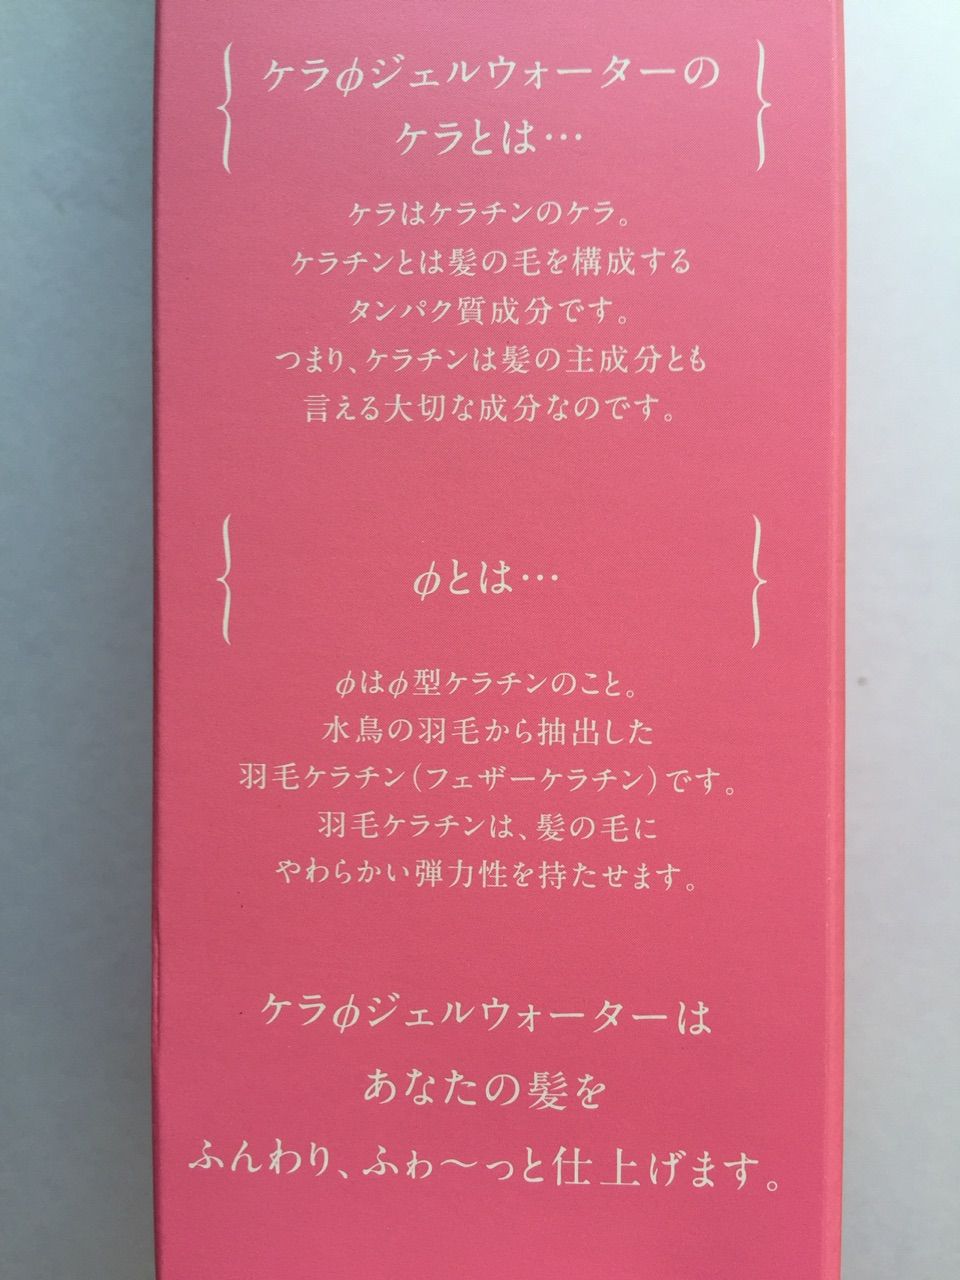 ケラφジェルウォーターの
ケラとは…
ケラはケラチンのケラ。
ケラチンとは髪の毛を構成する
タンパク質成分です。
つまり、ケラチンは髪の主成分とも
言える大切な成分なのです。
φとは…
φはφ型ケラチンのこと。
水鳥の羽毛から抽出した
羽毛ケラチン(フェザーケラチン)です。
羽毛ケラチンは、髪の毛に
やわらかい弾力性を持たせます。
ケラφジェルウォーターは
あなたの髪を
ふんわり、ふゎ〜っと仕上げます。